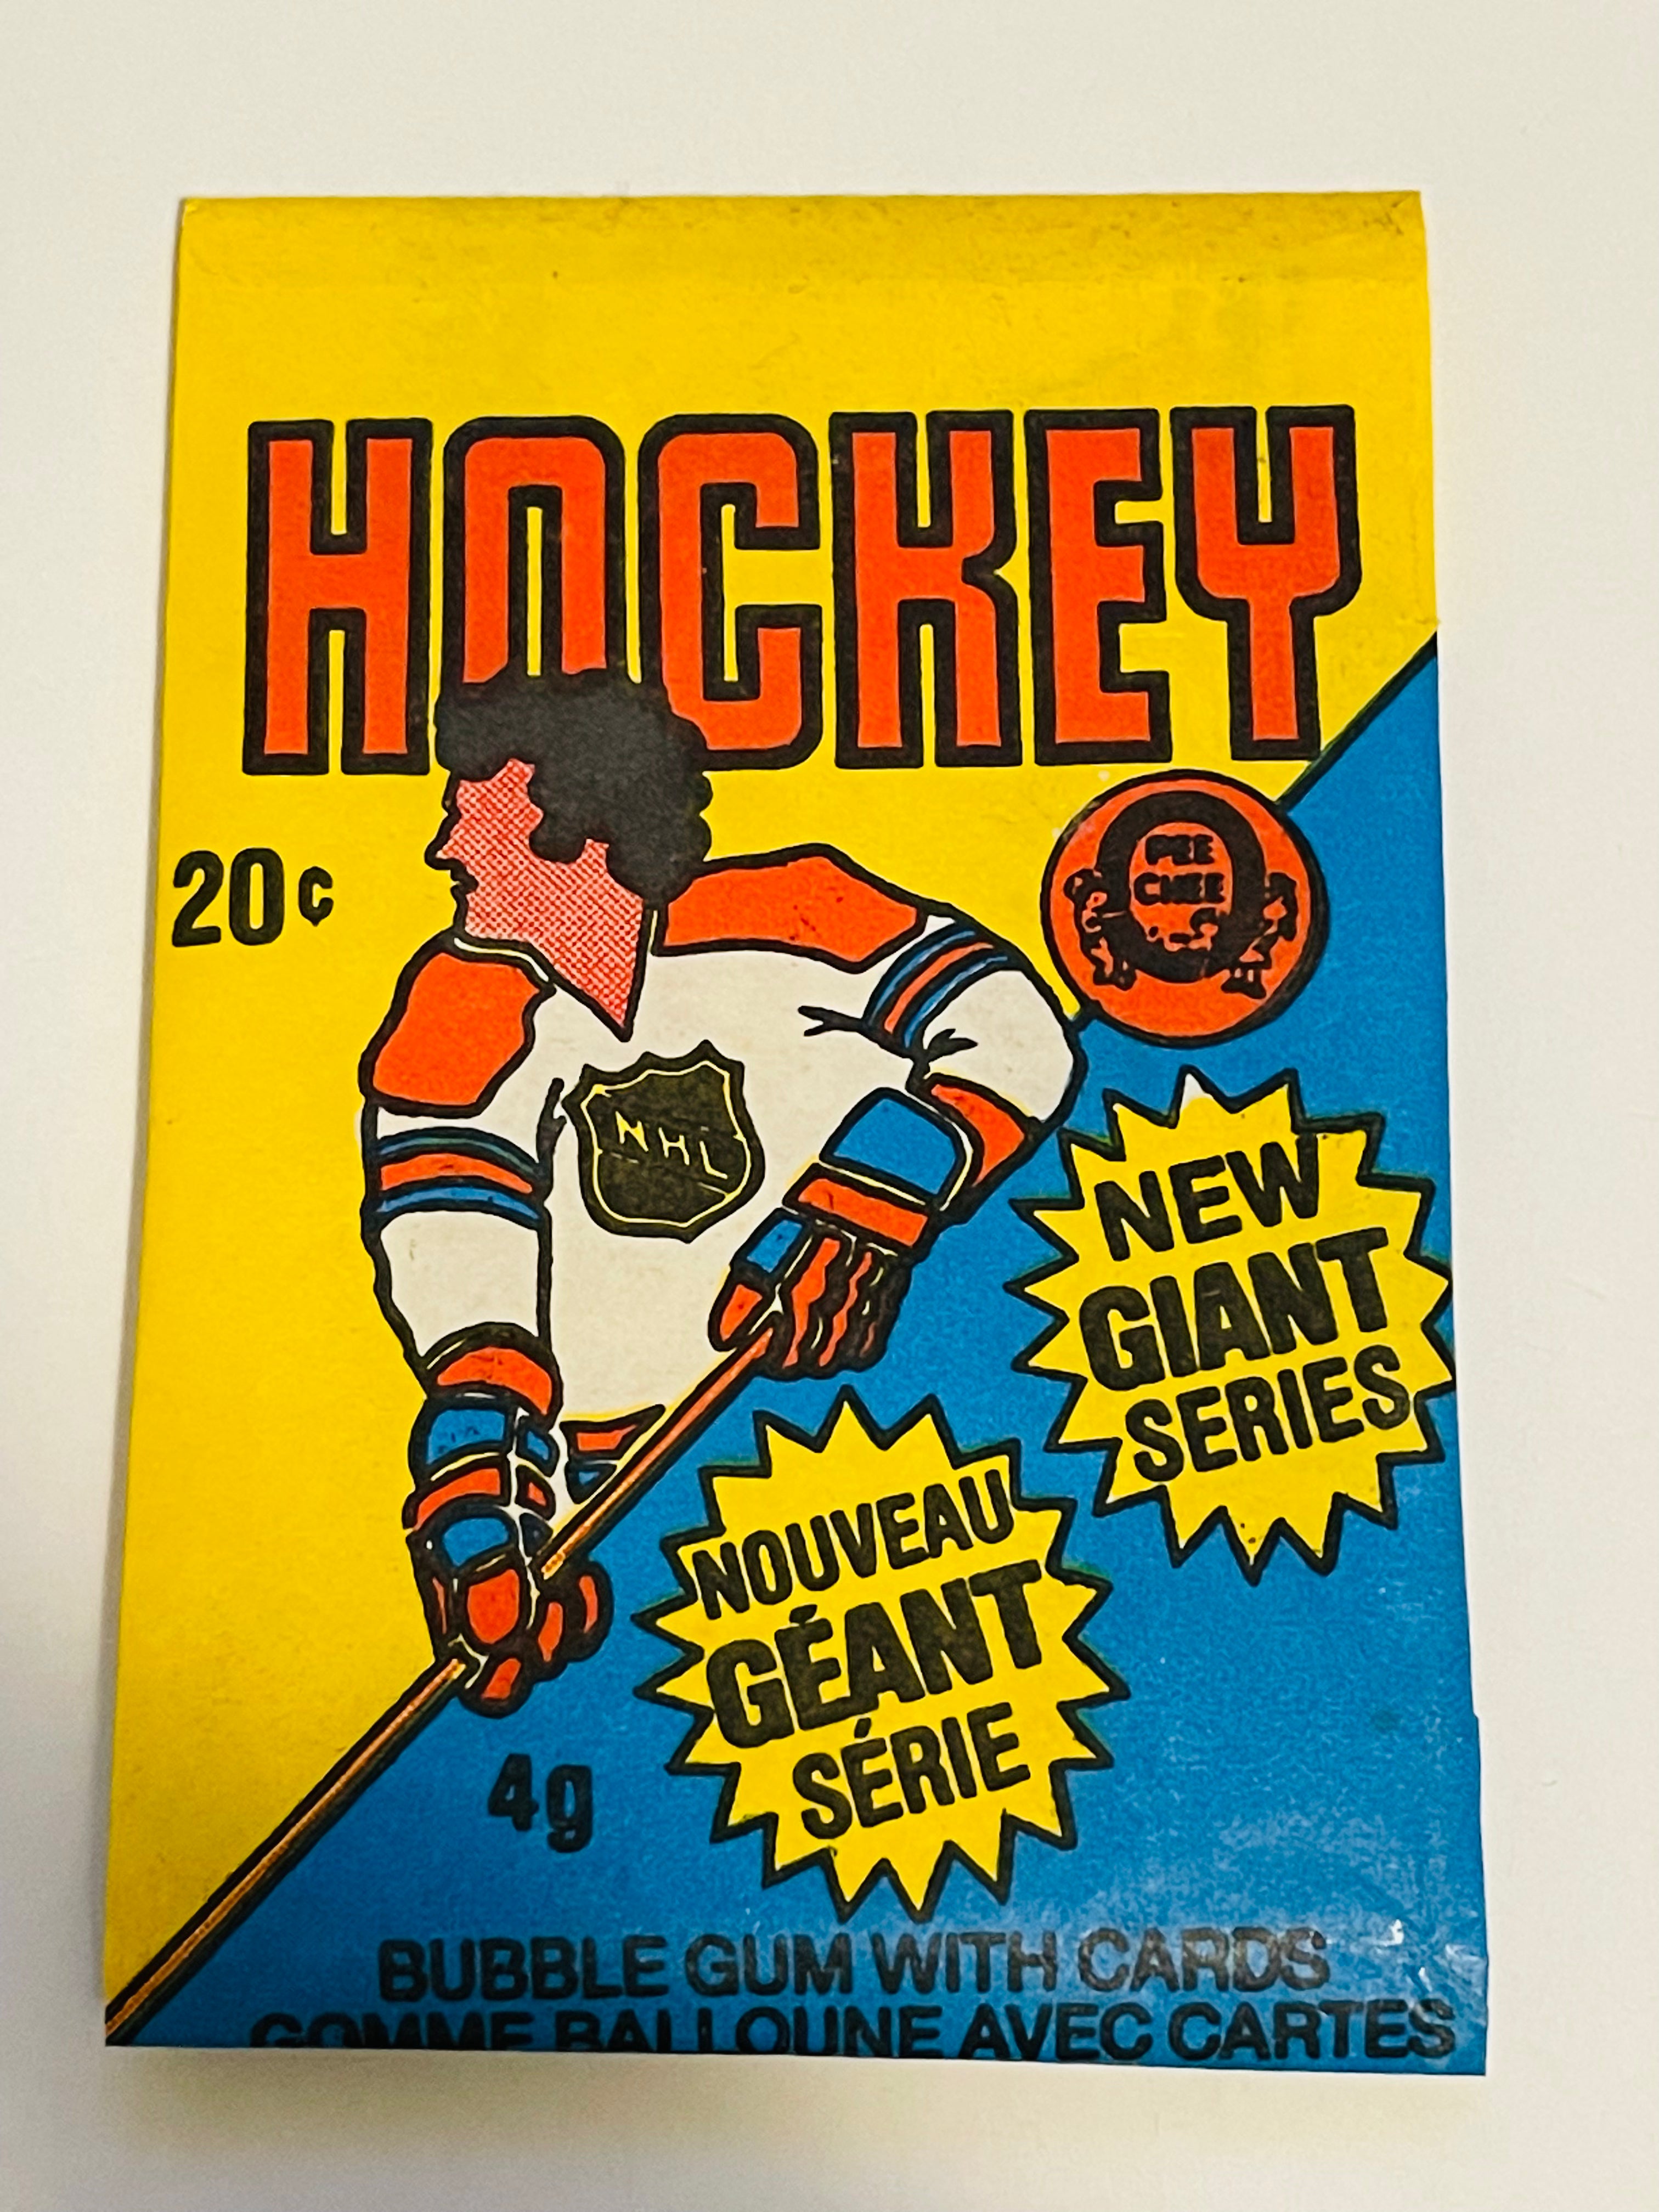 HOCKEY
20¢
O
PEE
CHEE
NHL
NEW
GIANT
SERIES
NOUVEAU
GÉANT
SÉRIE
4g
BUBBLE GUM WITH CARDS
GOMME BALLOUNE AVEC CARTES